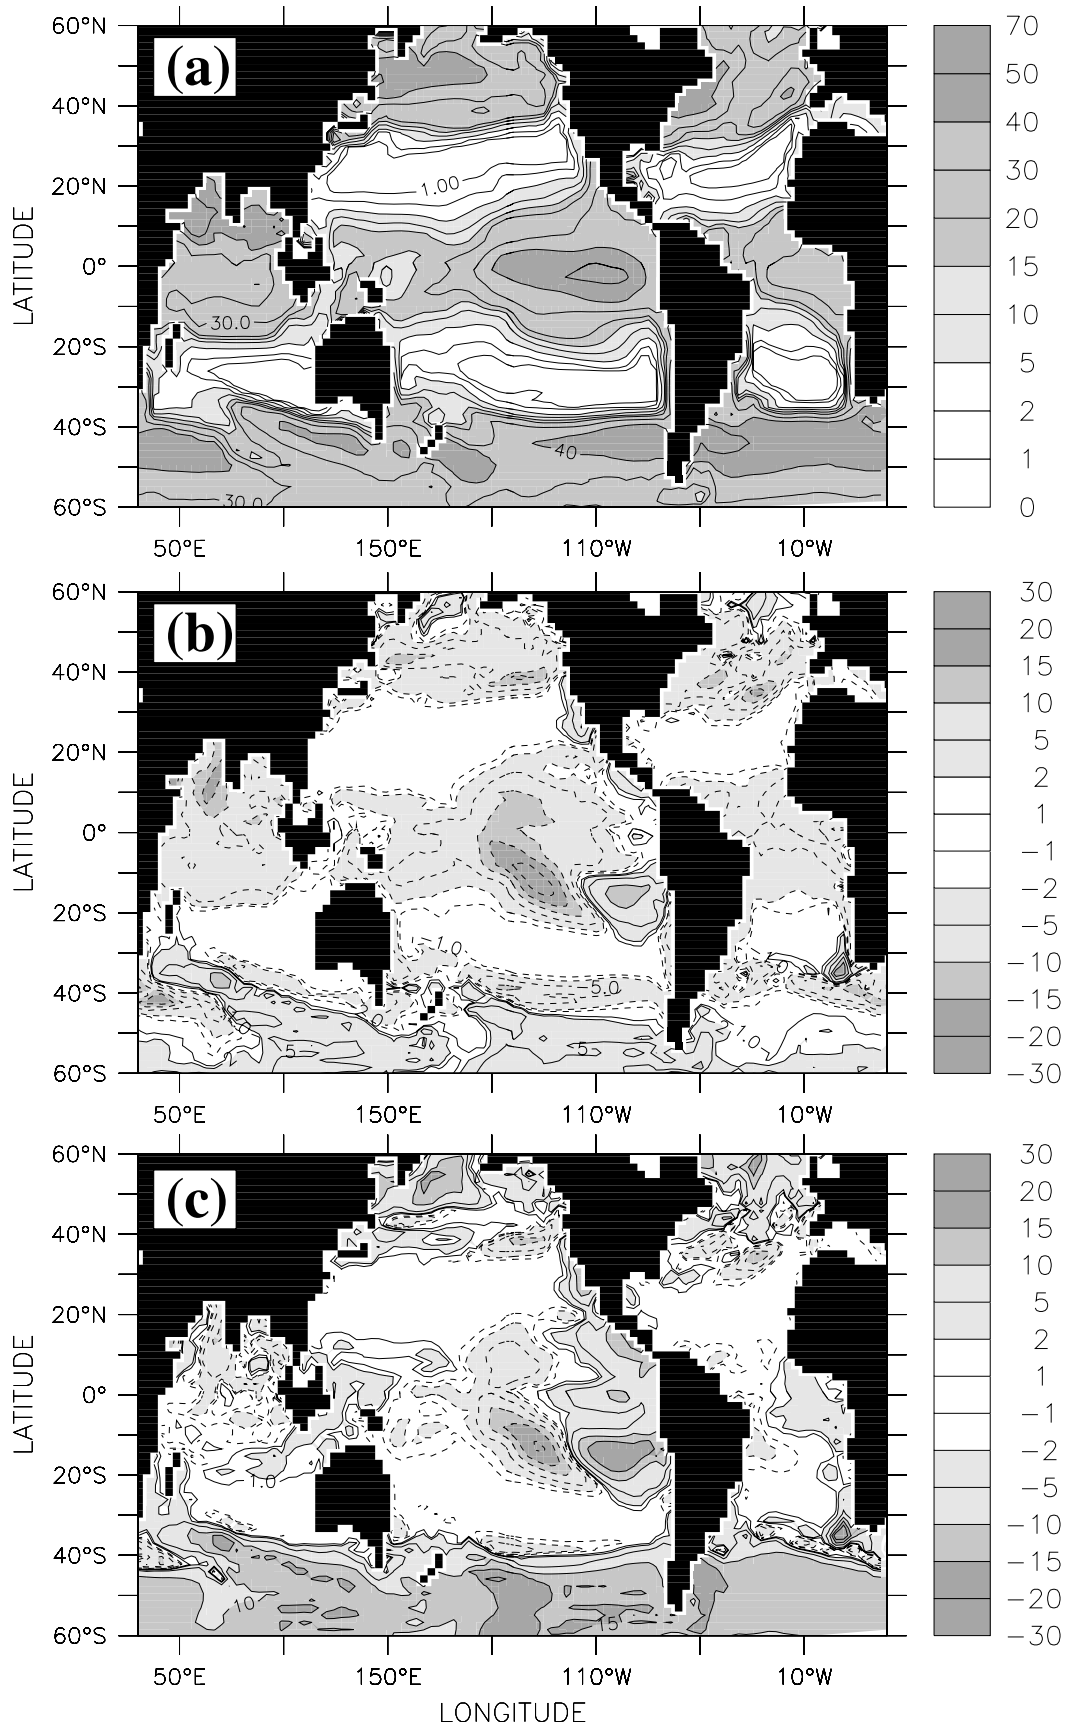 (a)
60°N
40°N
20°N
0°
20°S
40°S
60°S
LATITUDE
1.00
30.0
40
30.0
50°E
150°E
110°W
10°W
70
50
40
30
20
15
10
5
2
1
0
(b)
60°N
40°N
20°N
0°
20°S
40°S
60°S
LATITUDE
-1.0
-5.0
.0
5
5
1.0
50°E
150°E
110°W
10°W
30
20
15
10
5
2
1
-1
-2
-5
-10
-15
-20
-30
(c)
60°N
40°N
20°N
0°
20°S
40°S
60°S
LATITUDE
1.0
10
15
50°E
150°E
110°W
10°W
LONGITUDE
30
20
15
10
5
2
1
-1
-2
-5
-10
-15
-20
-30